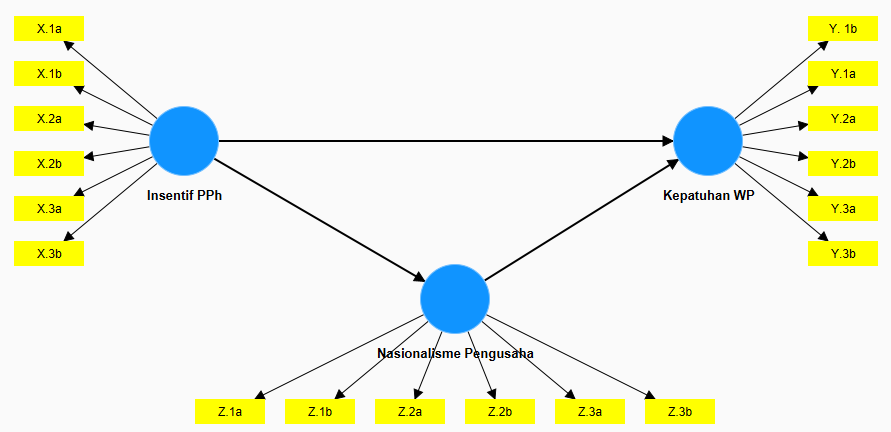 X.1a
X.1b
X.2a
X.2b
X.3a
X.3b
Insentif PPh
Y. 1b
Y.1a
Y.2a
Y.2b
Y.3a
Y.3b
Kepatuhan WP
Nasionalisme Pengusaha
Z.1a
Z.1b
Z.2a
Z.2b
Z.3a
Z.3b